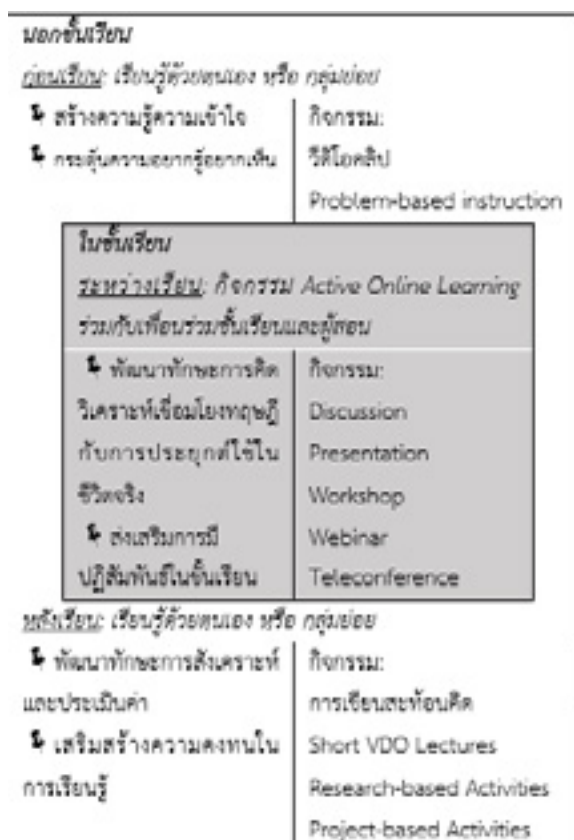 นอกชั้นเรียน
ก่อนเรียน: เรียนรู้ด้วยตนเอง หรือ กลุ่มย่อย
สร้างความรู้ความเข้าใจ
กระตุ้นความอยากรู้อยากเห็น
กิจกรรม:
วีดิโอคลิป
Problem-based instruction
ในชั้นเรียน
ระหว่างเรียน: กิจกรรม Active Online Learning
ร่วมกับเพื่อนร่วมชั้นเรียนและผู้สอน
พัฒนาทักษะการคิด
วิเคราะห์เชื่อมโยงทฤษฎี
กับการประยุกต์ใช้ใน
ชีวิตจริง
ส่งเสริมการมี
ปฏิสัมพันธ์ในชั้นเรียน
กิจกรรม:
Discussion
Presentation
Workshop
Webinar
Teleconference
หลังเรียน: เรียนรู้ด้วยตนเอง หรือ กลุ่มย่อย
พัฒนาทักษะการสังเคราะห์
และประเมินค่า
เสริมสร้างความคงทนใน
การเรียนรู้
กิจกรรม:
การเขียนสะท้อนคิด
Short VDO Lectures
Research-based Activities
Project-based Activities